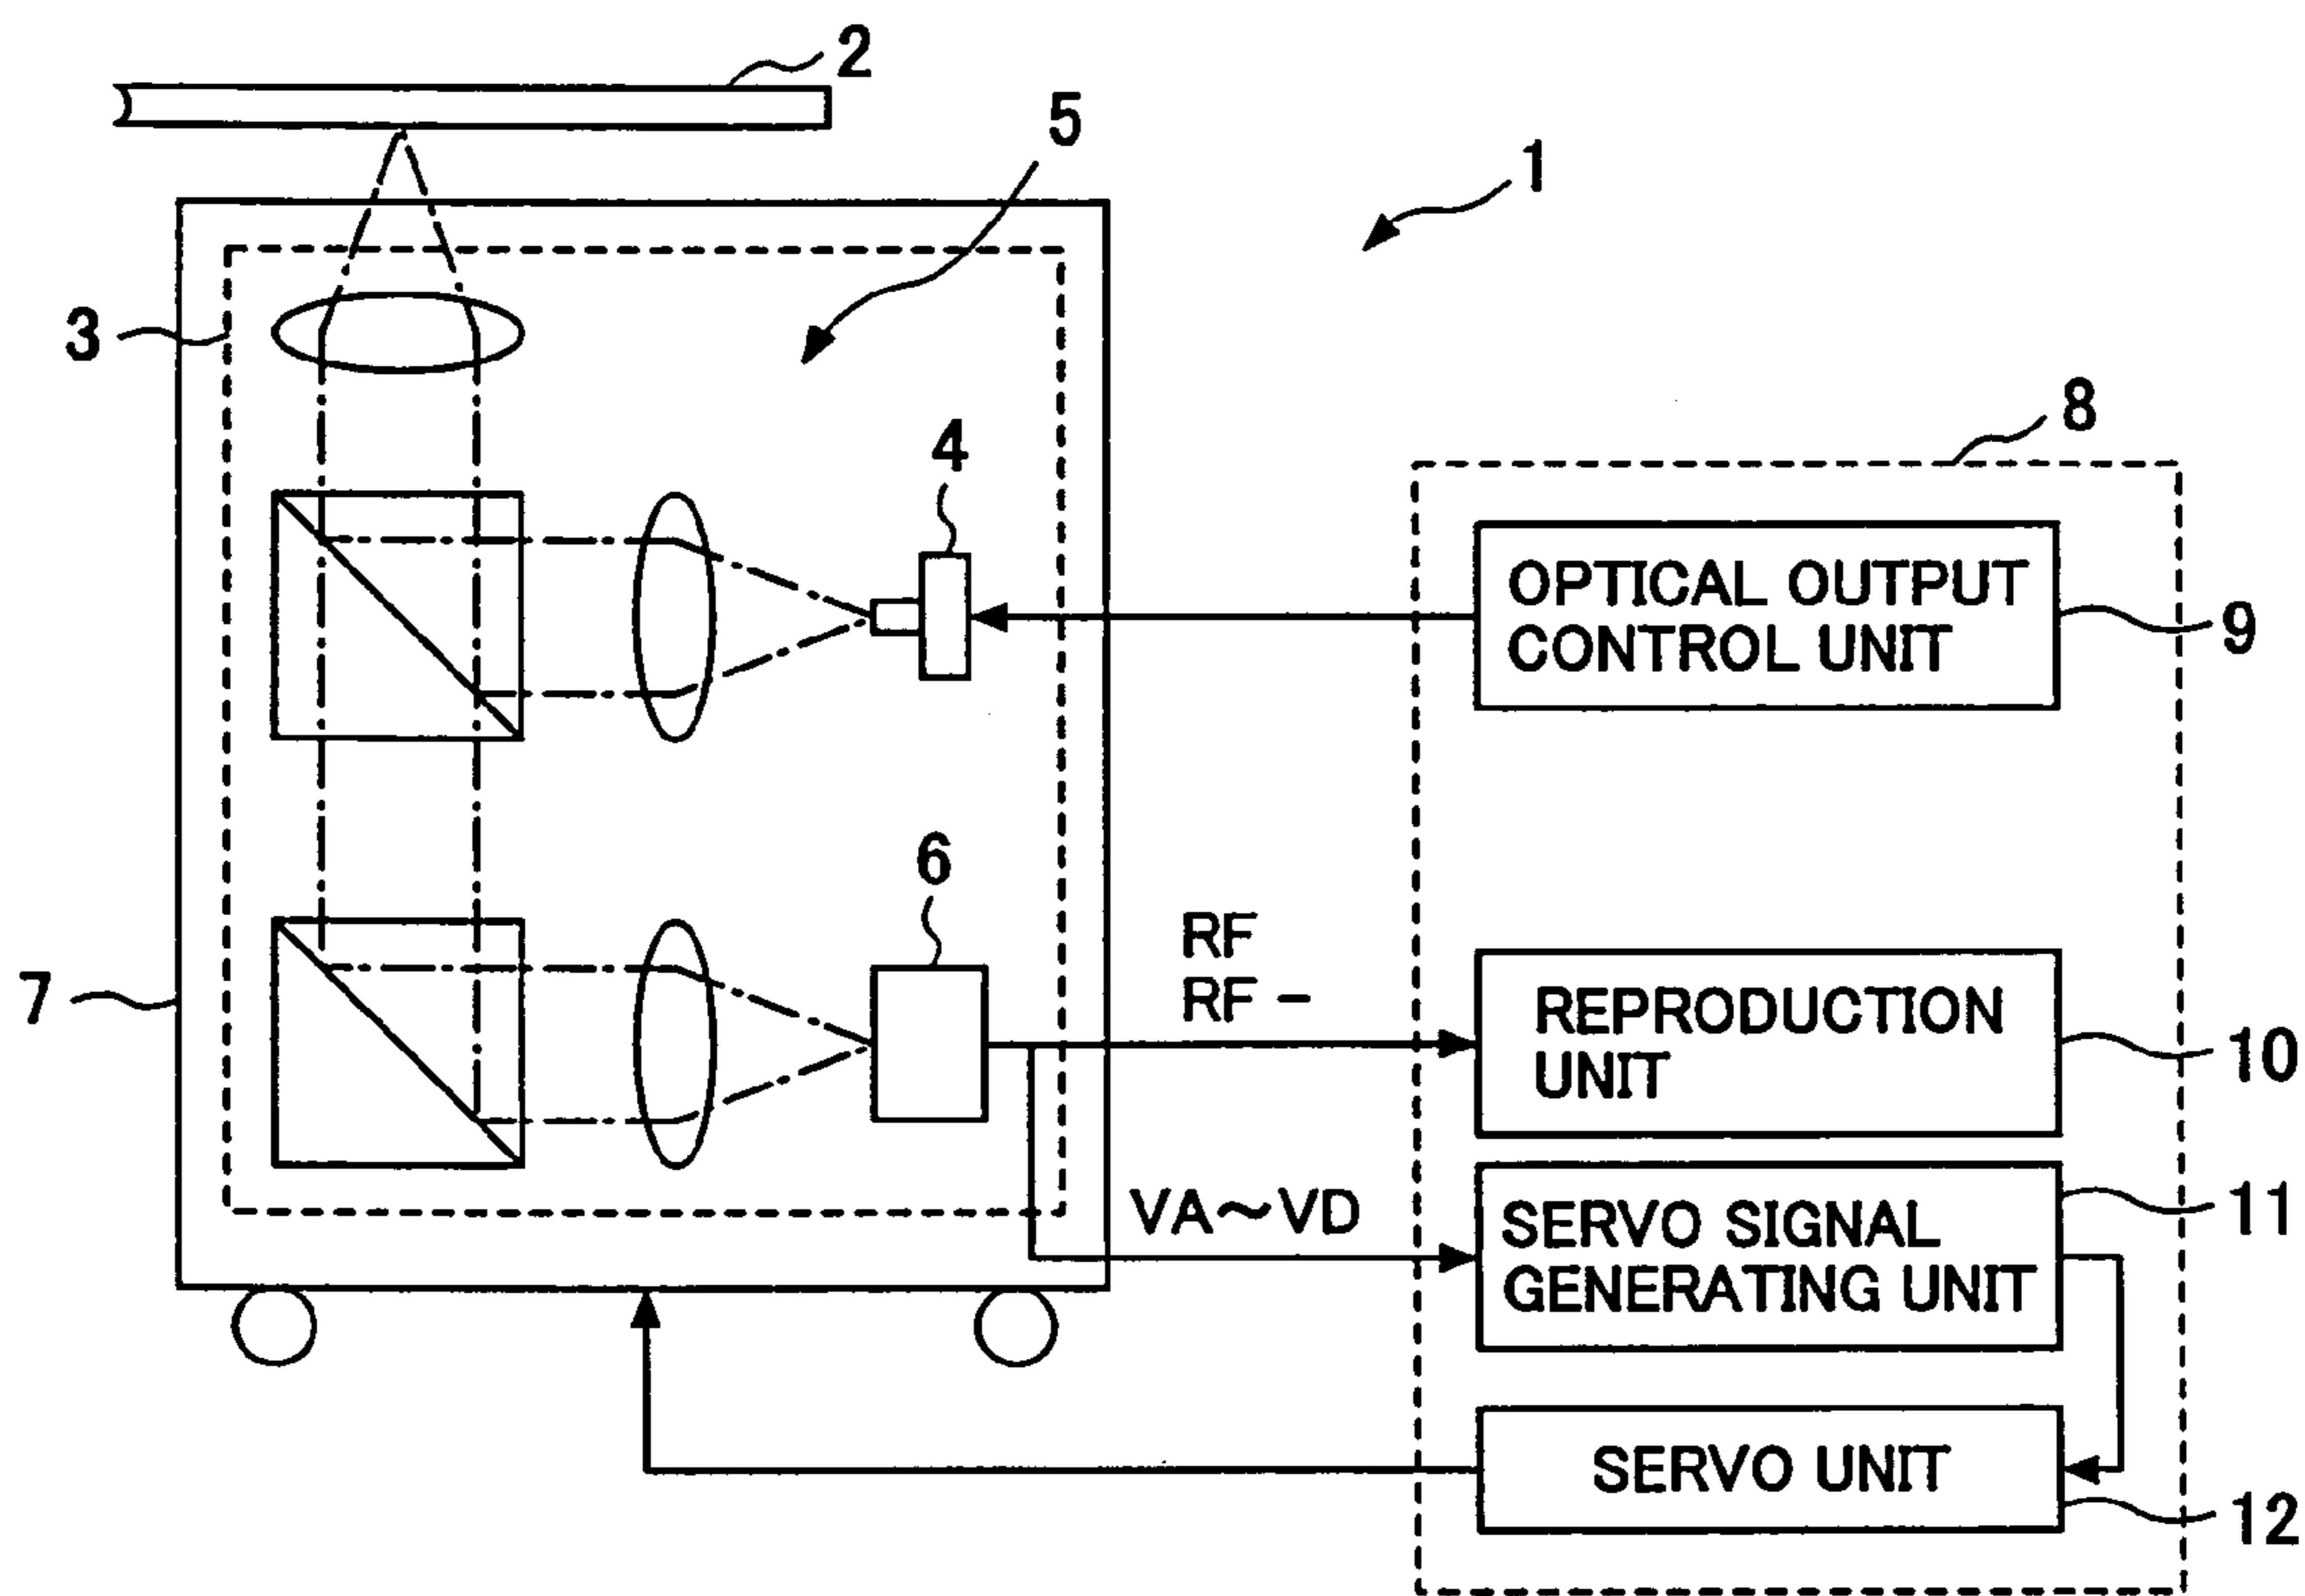 2
5
1
3
8
4
OPTICAL OUTPUT
CONTROL UNIT
9
6
RF
RF -
7
REPRODUCTION
UNIT
10
VA～VD
SERVO SIGNAL
GENERATING UNIT
11
SERVO UNIT
12